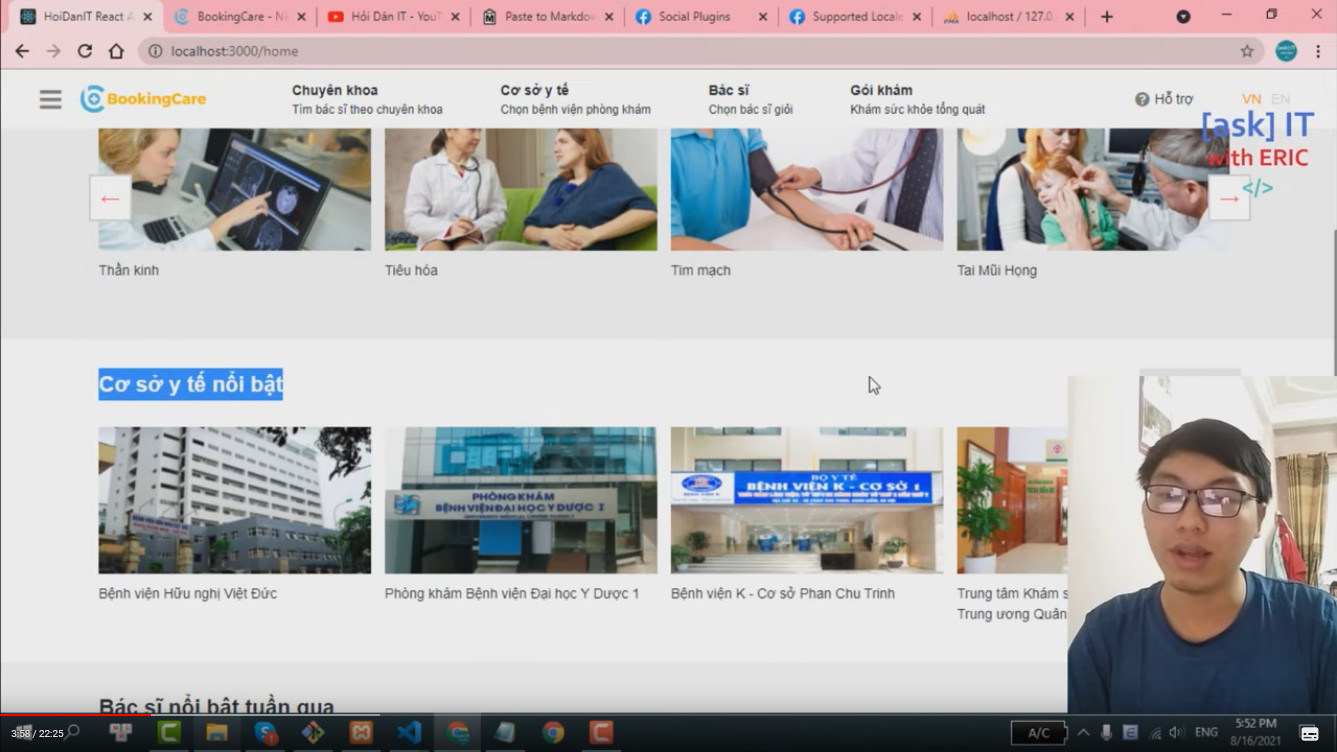 HoiDanIT React A
BookingCare - N
Hỏi Dân IT - YouT
Paste to Markdo
Social Plugins
Supported Locale
localhost / 127.0
localhost:3000/home
BookingCare
Chuyên khoa
Tìm bác sĩ theo chuyên khoa
Cơ sở y tế
Chọn bệnh viện phòng khám
Bác sĩ
Chọn bác sĩ giỏi
Gói khám
Khám sức khỏe tổng quát
Hỗ trợ
VN EN
[ask] IT
with ERIC
</>
Thần kinh
Tiêu hóa
Tim mạch
Tai Mũi Họng
Cơ sở y tế nổi bật
PHÒNG KHÁM
BỆNH VIỆN ĐẠI HỌC Y DƯỢC I
BỘ Y TẾ
BỆNH VIỆN K - CƠ SỞ 1
Bệnh viện Hữu nghị Việt Đức
Phòng khám Bệnh viện Đại học Y Dược 1
Bệnh viện K - Cơ sở Phan Chu Trinh
Trung tâm Khám s
Trung ương Quân
Bác sĩ nổi bật tuần qua
3:58 / 22:25
A/C
ENG
5:52 PM
8/16/2021